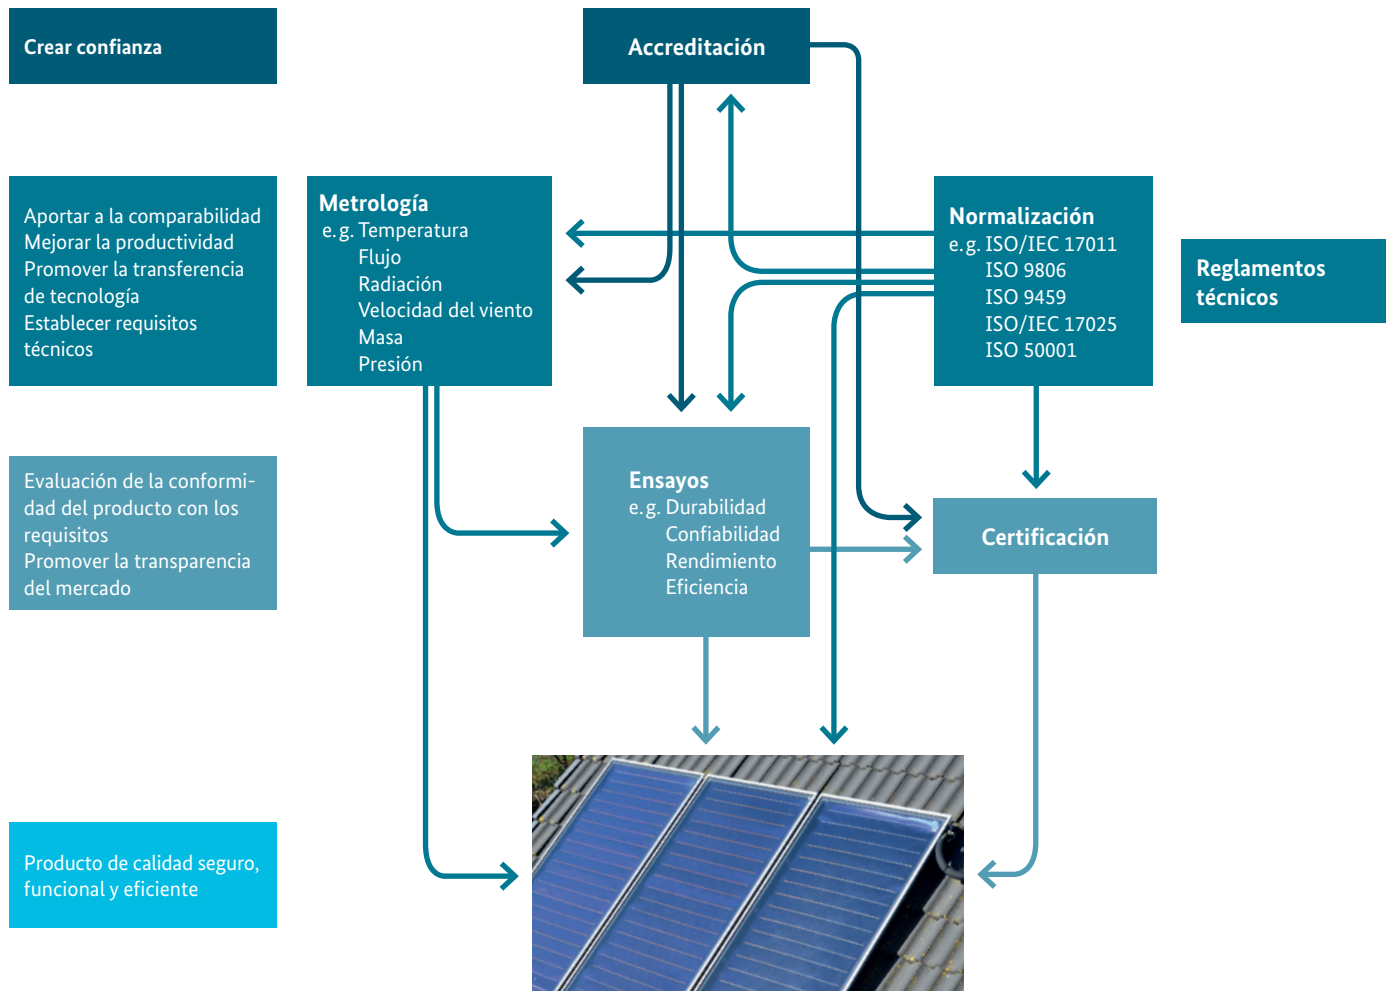 Crear confianza
Accreditación
Aportar a la comparabilidad
Mejorar la productividad
Promover la transferencia
de tecnología
Establecer requisitos
técnicos
Metrología
e. g. Temperatura
Flujo
Radiación
Velocidad del viento
Masa
Presión
Normalización
e. g. ISO/IEC 17011
ISO 9806
ISO 9459
ISO/IEC 17025
ISO 50001
Reglamentos
técnicos
Evaluación de la conformi-
dad del producto con los
requisitos
Promover la transparencia
del mercado
Ensayos
e. g. Durabilidad
Confiabilidad
Rendimiento
Eficiencia
Certificación
Producto de calidad seguro,
funcional y eficiente